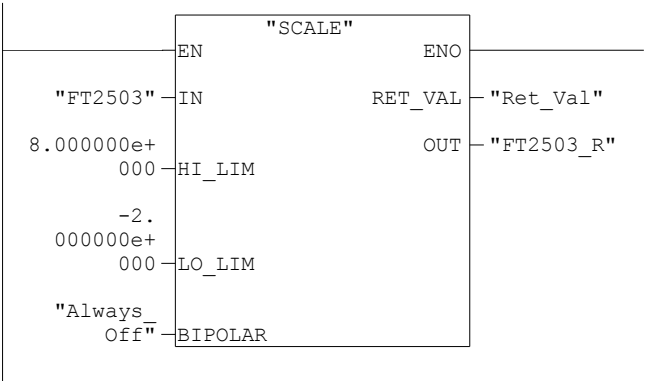 "SCALE"
EN ENO
"FT2503" IN RET_VAL "Ret_Val"
8.000000e+ OUT "FT2503_R"
000 HI_LIM
-2.
000000e+
000 LO_LIM
"Always_
Off" BIPOLAR